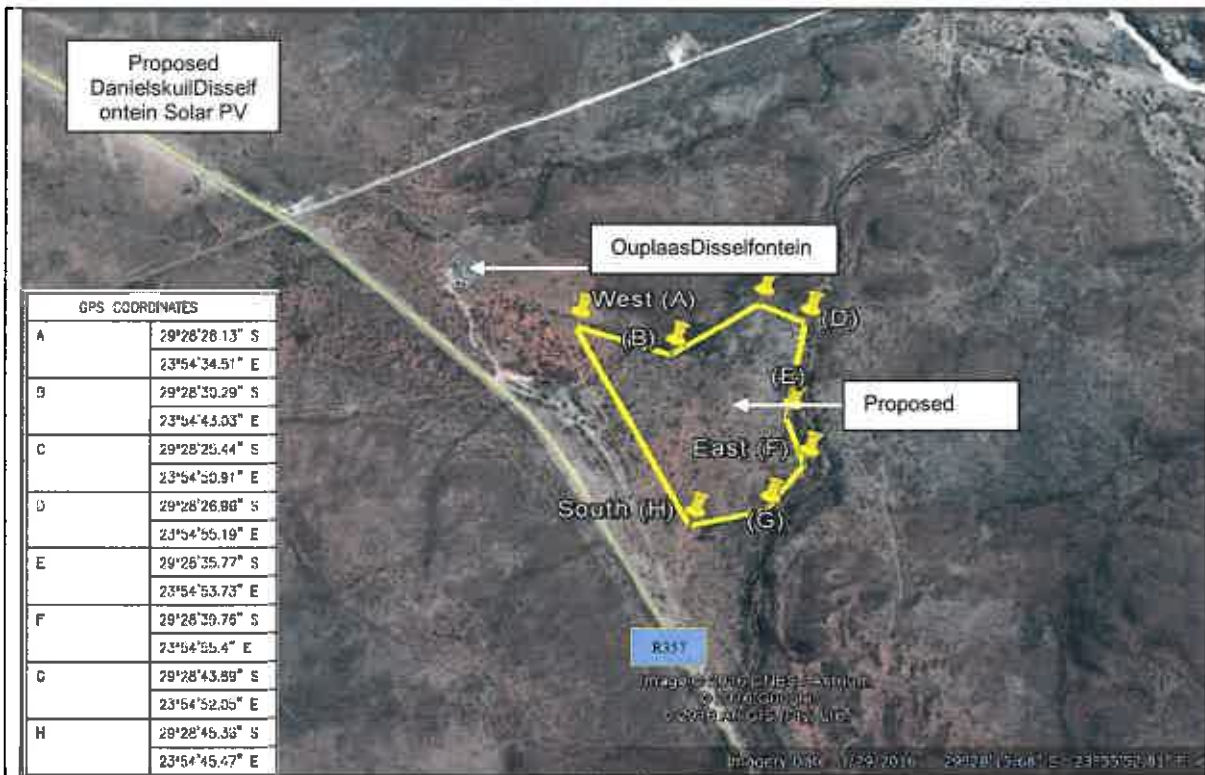 Proposed
DanielskuilDisself
ontein Solar PV
OuplaasDisselfontein
West (A)
(B)
(D)
(E)
Proposed
East (F)
South (H)
(G)
R357
GPS COORDINATES
A
29°28'28.13" S
23°54'34.51" E
B
29°28'30.29" S
23°54'43.03" E
C
29°28'25.44" S
23°54'50.91" E
D
29°28'26.98" S
23°54'55.19" E
E
29°28'35.77" S
23°54'53.73" E
F
29°28'39.76" S
23°54'55.4" E
G
29°28'43.89" S
23°54'52.05" E
H
29°28'45.36" S
23°54'45.47" E